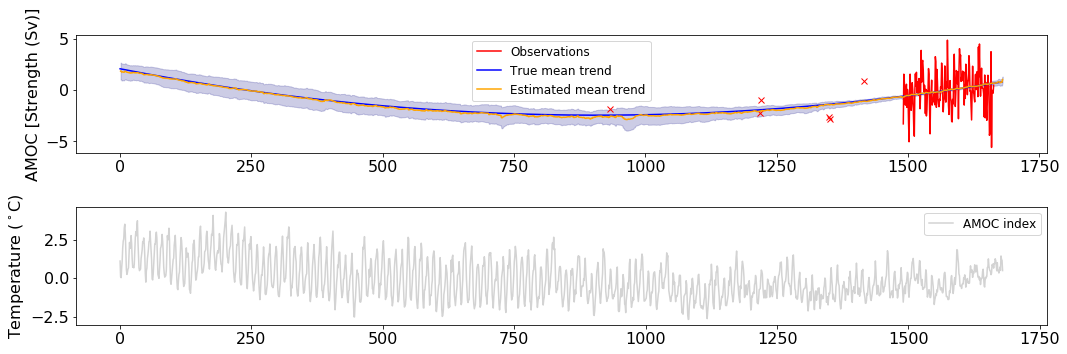 AMOC [Strength (Sv)]
5
0
−5
Observations
True mean trend
Estimated mean trend
0 250 500 750 1000 1250 1500 1750
Temperature (°C)
2.5
0.0
−2.5
AMOC index
0 250 500 750 1000 1250 1500 1750